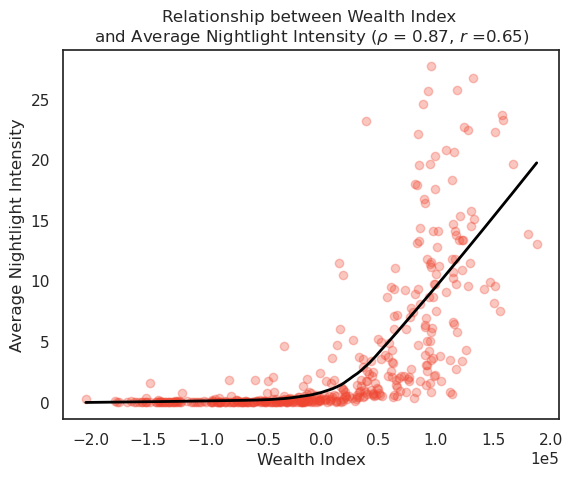 Relationship between Wealth Index
and Average Nightlight Intensity (ρ = 0.87, r =0.65)
Average Nightlight Intensity
25
20
15
10
5
0
−2.0 −1.5 −1.0 −0.5 0.0 0.5 1.0 1.5 2.0
1e5
Wealth Index